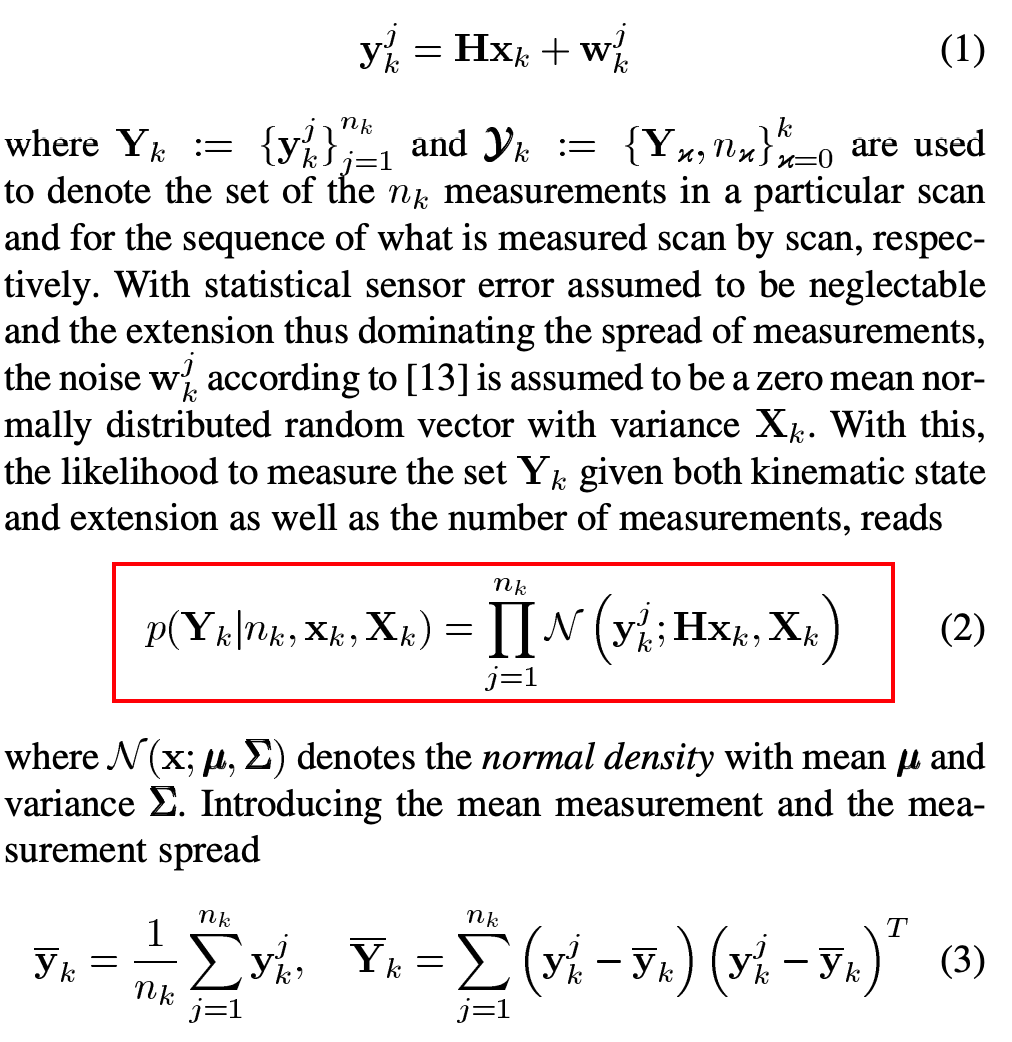 $\mathbf{y}_k^j = \mathbf{H}\mathbf{x}_k + \mathbf{w}_k^j$ (1)
where $\mathbf{Y}_k := \{\mathbf{y}_k^j\}_{j=1}^{n_k}$ and $\boldsymbol{\mathcal{Y}}_k := \{\mathbf{Y}_\varkappa, n_\varkappa\}_{\varkappa=0}^{k}$ are used
to denote the set of the $n_k$ measurements in a particular scan
and for the sequence of what is measured scan by scan, respec-
tively. With statistical sensor error assumed to be neglectable
and the extension thus dominating the spread of measurements,
the noise $\mathbf{w}_k^j$ according to [13] is assumed to be a zero mean nor-
mally distributed random vector with variance $\mathbf{X}_k$. With this,
the likelihood to measure the set $\mathbf{Y}_k$ given both kinematic state
and extension as well as the number of measurements, reads
$p(\mathbf{Y}_k|n_k, \mathbf{x}_k, \mathbf{X}_k) = \prod_{j=1}^{n_k} \mathcal{N}\left(\mathbf{y}_k^j; \mathbf{H}\mathbf{x}_k, \mathbf{X}_k\right)$ (2)
where $\mathcal{N}(\mathbf{x}; \boldsymbol{\mu}, \boldsymbol{\Sigma})$ denotes the normal density with mean $\boldsymbol{\mu}$ and
variance $\boldsymbol{\Sigma}$. Introducing the mean measurement and the mea-
surement spread
$\overline{\mathbf{y}}_k = \frac{1}{n_k} \sum_{j=1}^{n_k} \mathbf{y}_k^j, \quad \overline{\mathbf{Y}}_k = \sum_{j=1}^{n_k} \left(\mathbf{y}_k^j - \overline{\mathbf{y}}_k\right)\left(\mathbf{y}_k^j - \overline{\mathbf{y}}_k\right)^T$ (3)